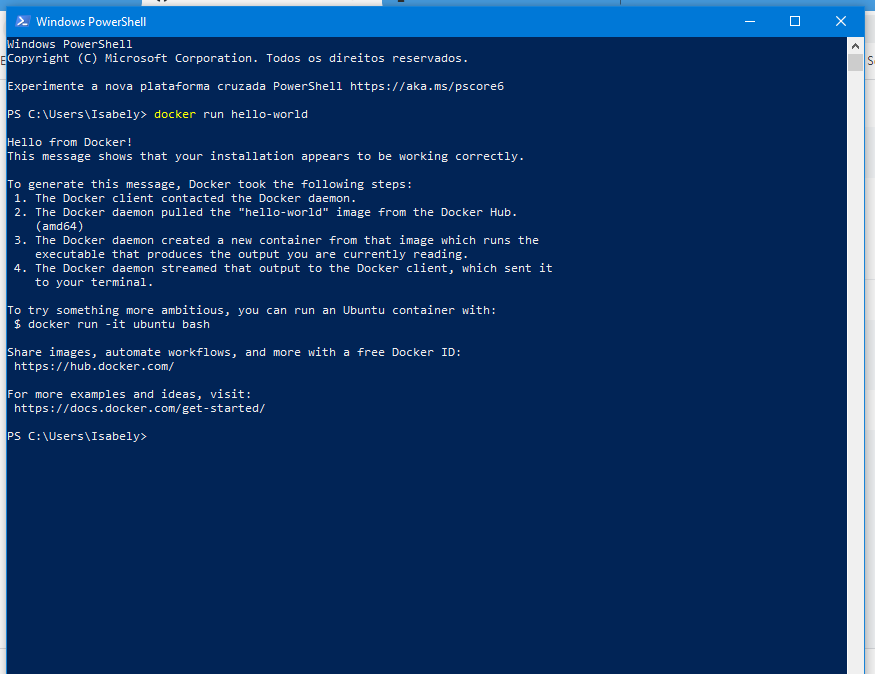 Windows PowerShell
Windows PowerShell
Copyright (C) Microsoft Corporation. Todos os direitos reservados.
Experimente a nova plataforma cruzada PowerShell https://aka.ms/pscore6
PS C:\Users\Isabely> docker run hello-world
Hello from Docker!
This message shows that your installation appears to be working correctly.
To generate this message, Docker took the following steps:
1. The Docker client contacted the Docker daemon.
2. The Docker daemon pulled the "hello-world" image from the Docker Hub.
(amd64)
3. The Docker daemon created a new container from that image which runs the
executable that produces the output you are currently reading.
4. The Docker daemon streamed that output to the Docker client, which sent it
to your terminal.
To try something more ambitious, you can run an Ubuntu container with:
$ docker run -it ubuntu bash
Share images, automate workflows, and more with a free Docker ID:
https://hub.docker.com/
For more examples and ideas, visit:
https://docs.docker.com/get-started/
PS C:\Users\Isabely>